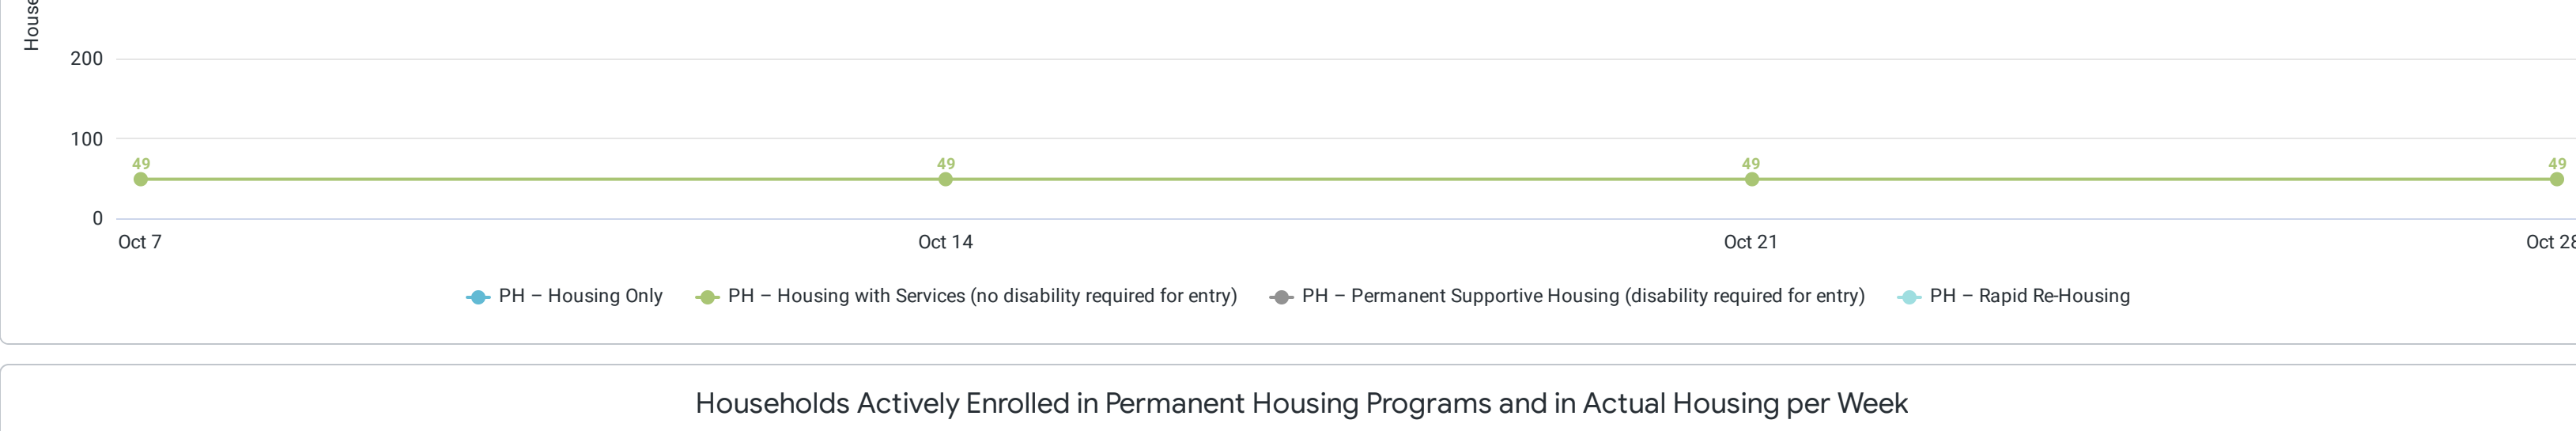 200
100
49 49 49 49
0
Oct 7 Oct 14 Oct 21
PH – Housing Only PH – Housing with Services (no disability required for entry) PH – Permanent Supportive Housing (disability required for entry) PH – Rapid Re-Housing
Households Actively Enrolled in Permanent Housing Programs and in Actual Housing per Week